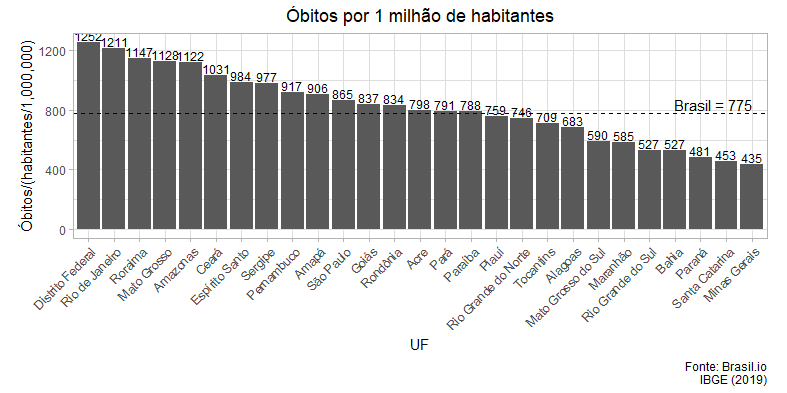 Óbitos por 1 milhão de habitantes
Óbitos/(habitantes/1,000,000)
1200
800
400
0
1252
1211
1147
1128
1122
1031
984
977
917
906
865
837
834
798
791
788
759
746
709
683
590
585
527
527
481
453
435
Brasil = 775
Distrito Federal
Rio de Janeiro
Roraima
Mato Grosso
Amazonas
Ceará
Espírito Santo
Sergipe
Pernambuco
Amapá
São Paulo
Goiás
Rondônia
Acre
Pará
Paraíba
Piauí
Rio Grande do Norte
Tocantins
Alagoas
Mato Grosso do Sul
Maranhão
Rio Grande do Sul
Bahia
Paraná
Santa Catarina
Minas Gerais
UF
Fonte: Brasil.io
IBGE (2019)